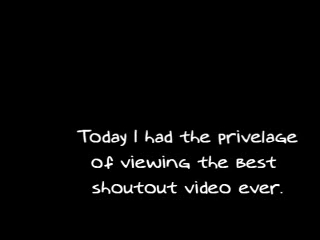 Today I had the privelage
of viewing the Best
shoutout video ever.